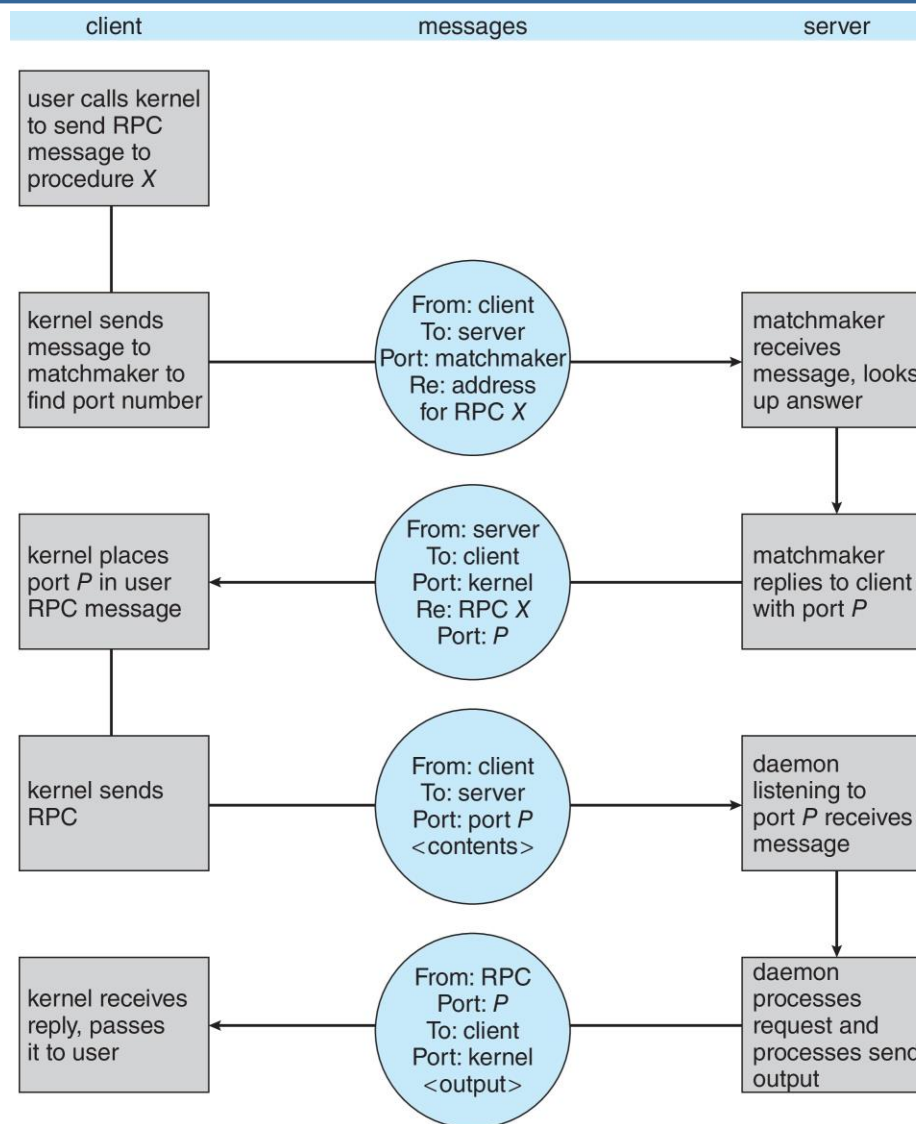 client
messages
server
user calls kernel
to send RPC
message to
procedure X
kernel sends
message to
matchmaker to
find port number
From: client
To: server
Port: matchmaker
Re: address
for RPC X
matchmaker
receives
message, looks
up answer
kernel places
port P in user
RPC message
From: server
To: client
Port: kernel
Re: RPC X
Port: P
matchmaker
replies to client
with port P
kernel sends
RPC
From: client
To: server
Port: port P
<contents>
daemon
listening to
port P receives
message
kernel receives
reply, passes
it to user
From: RPC
Port: P
To: client
Port: kernel
<output>
daemon
processes
request and
processes send
output